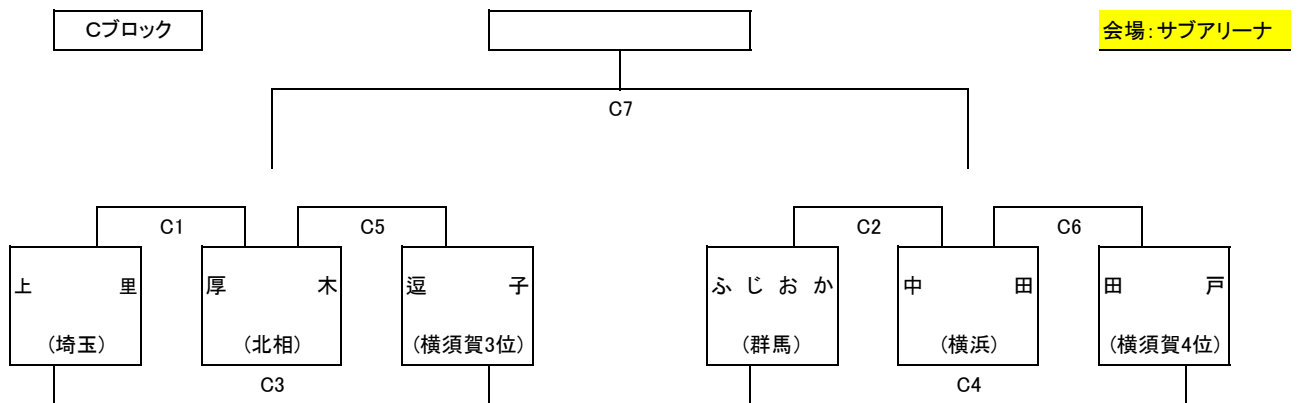 Cブロック
会場：サブアリーナ
C7
C1
C5
C2
C6
上里
厚木
逗子
ふじおか
中田
田戸
(埼玉)
(北相)
(横須賀3位)
(群馬)
(横浜)
(横須賀4位)
C3
C4